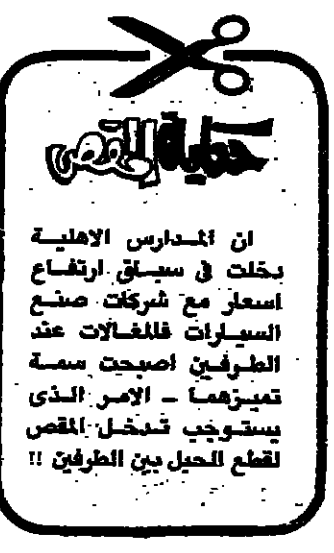 حكاية المقص
ان المدارس الاهلية
دخلت في سباق ارتفاع
اسعار مع شركات صنع
السيارات فالمغالات عند
الطرفين اصبحت سمة
تميزهما - الامر الذى
يستوجب تدخل المقص
لقطع الحبل بين الطرفين !!